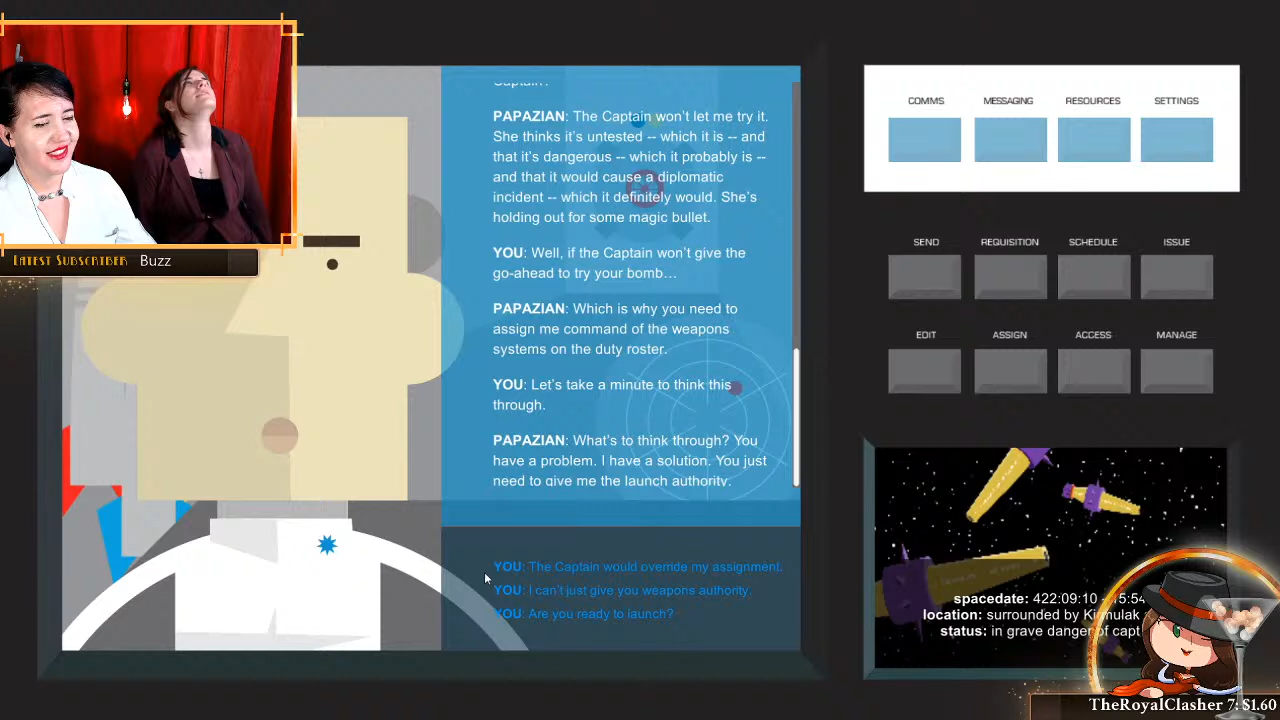 Captain?
PAPAZIAN: The Captain won't let me try it.
She thinks it's untested -- which it is -- and
that it's dangerous -- which it probably is --
and that it would cause a diplomatic
incident -- which it definitely would. She's
holding out for some magic bullet.
YOU: Well, if the Captain won't give the
go-ahead to try your bomb…
PAPAZIAN: Which is why you need to
assign me command of the weapons
systems on the duty roster.
YOU: Let's take a minute to think this
through.
PAPAZIAN: What's to think through? You
have a problem. I have a solution. You just
need to give me the launch authority.
YOU: The Captain would override my assignment.
YOU: I can't just give you weapons authority.
YOU: Are you ready to launch?
LATEST SUBSCRIBER Buzz
COMMS MESSAGING RESOURCES SETTINGS
SEND REQUISITION SCHEDULE ISSUE
EDIT ASSIGN ACCESS MANAGE
spacedate: 422:09:10
location: surrounded by Kirmulak
status: in grave danger of capt
TheRoyalClasher 7: $1.60